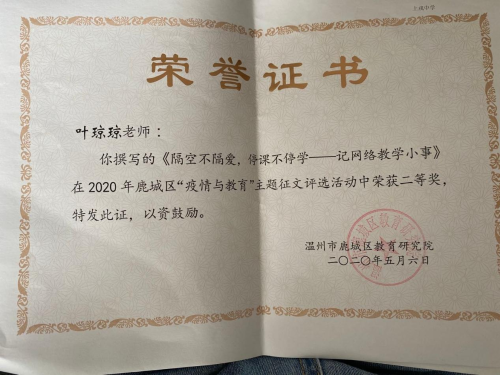 荣誉证书
叶琼琼老师：
你撰写的《隔空不隔爱，停课不停学——记网络教学小事》
在2020年鹿城区“疫情与教育”主题征文评选活动中荣获二等奖，
特发此证，以资鼓励。
温州市鹿城区教育研究院
二〇二〇年五月六日